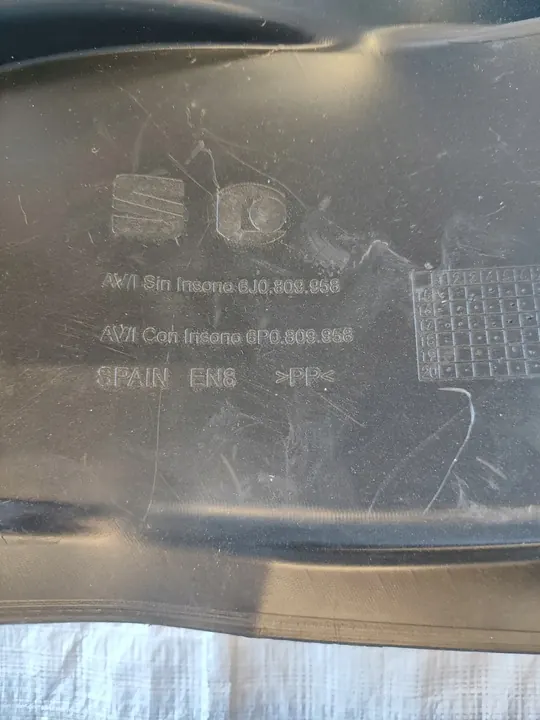 AV/I Sin Insono 6J0.809.958
AV/I Con Insono 6P0.809.958
SPAIN EN8 >PP<